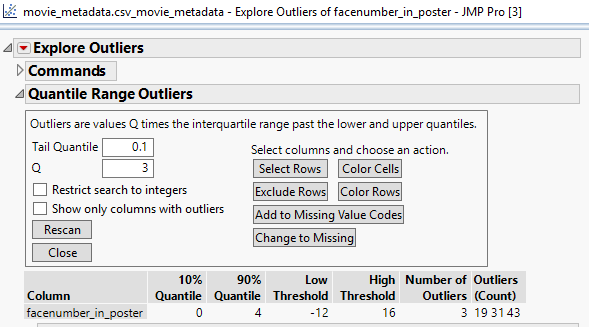 movie_metadata.csv_movie_metadata - Explore Outliers of facenumber_in_poster - JMP Pro [3]
Explore Outliers
Commands
Quantile Range Outliers
Outliers are values Q times the interquartile range past the lower and upper quantiles.
Tail Quantile 0.1
Q 3
Restrict search to integers
Show only columns with outliers
Rescan
Close
Select columns and choose an action.
Select Rows Color Cells
Exclude Rows Color Rows
Add to Missing Value Codes
Change to Missing
10% 90% Low High Number of Outliers
Column Quantile Quantile Threshold Threshold Outliers (Count)
facenumber_in_poster 0 4 -12 16 3 19 31 43